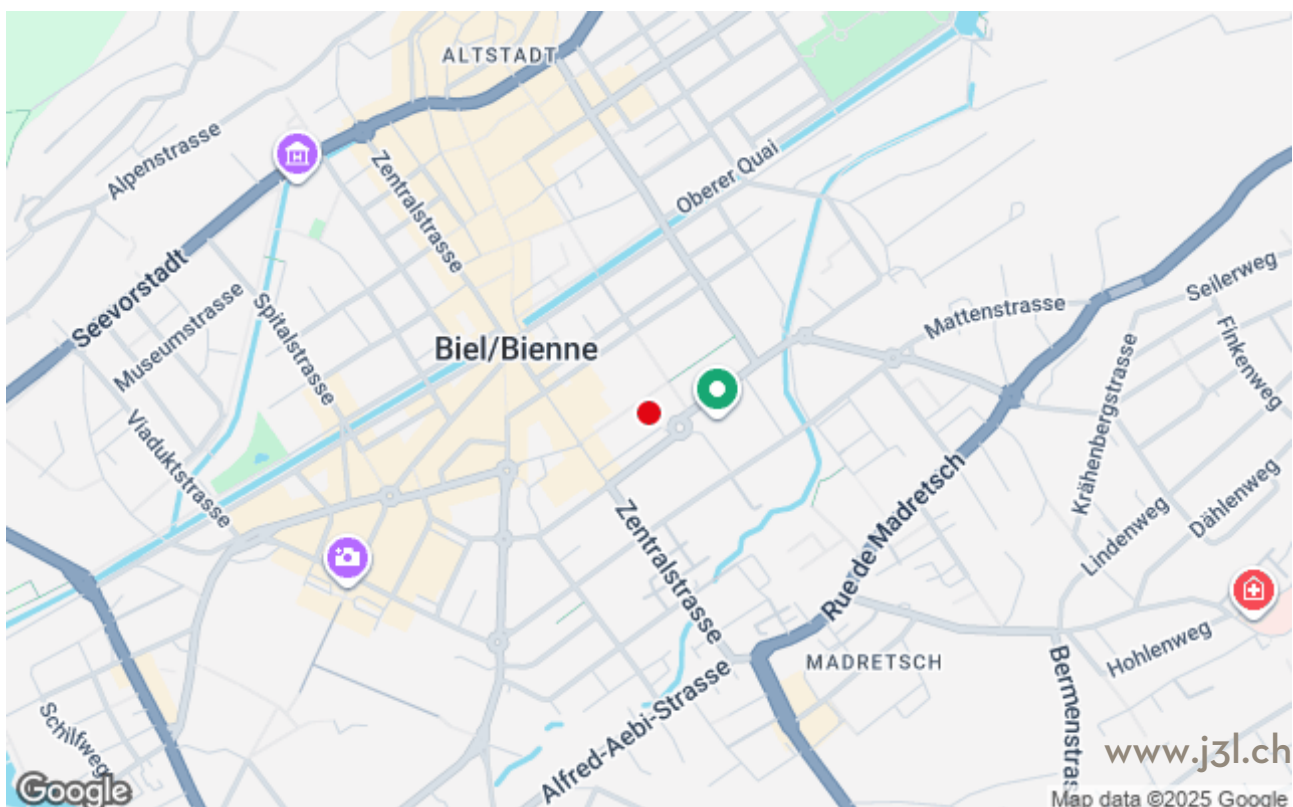 ALTSTADT
Alpenstrasse
Zentralstrasse
Oberer Quai
Seevorstadt
Museumstrasse
Spitalstrasse
Seilerweg
Mattenstrasse
Finkenweg
Biel/Bienne
Krähenbergstrasse
Viaduktstrasse
Rue de Madretsch
Lindenweg
Dählenweg
Zentralstrasse
Hohlenweg
MADRETSCH
Alfred-Aebi-Strasse
Bermenstras
Schilfweg
www.j3l.ch
Google
Map data ©2025 Google